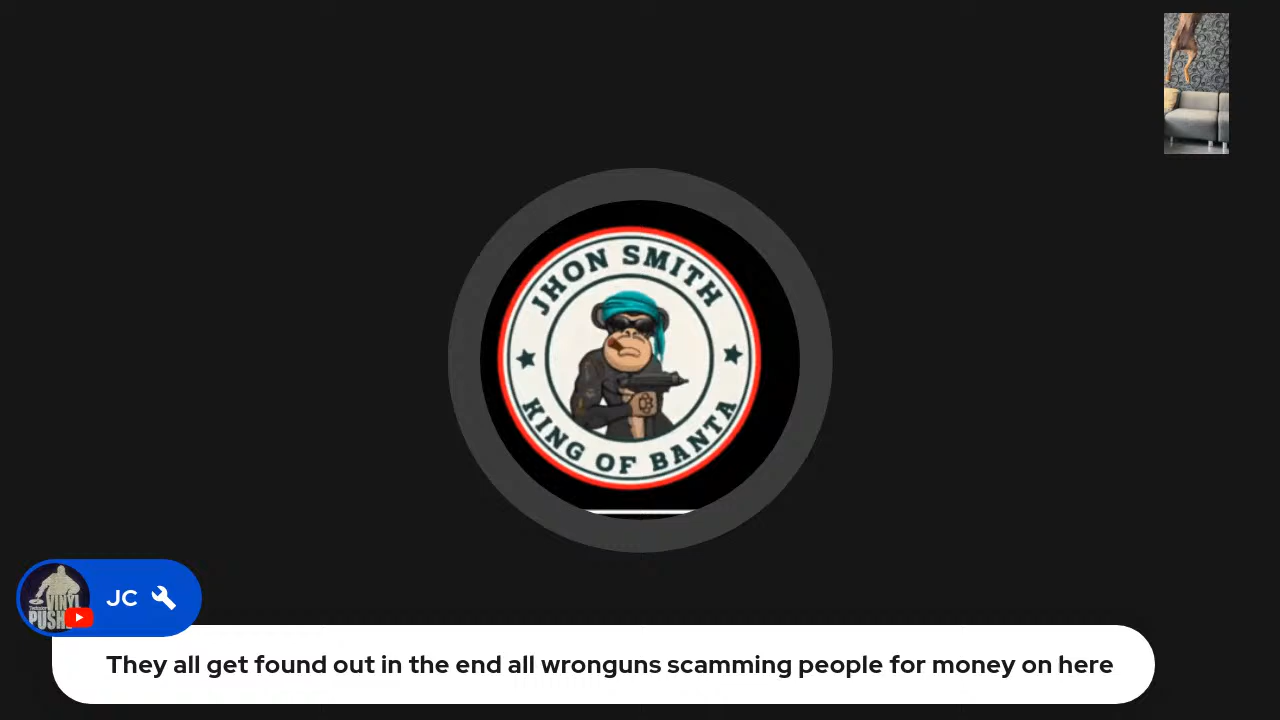 JHON SMITH
KING OF BANTA
JC
VINYL
They all get found out in the end all wronguns scamming people for money on here